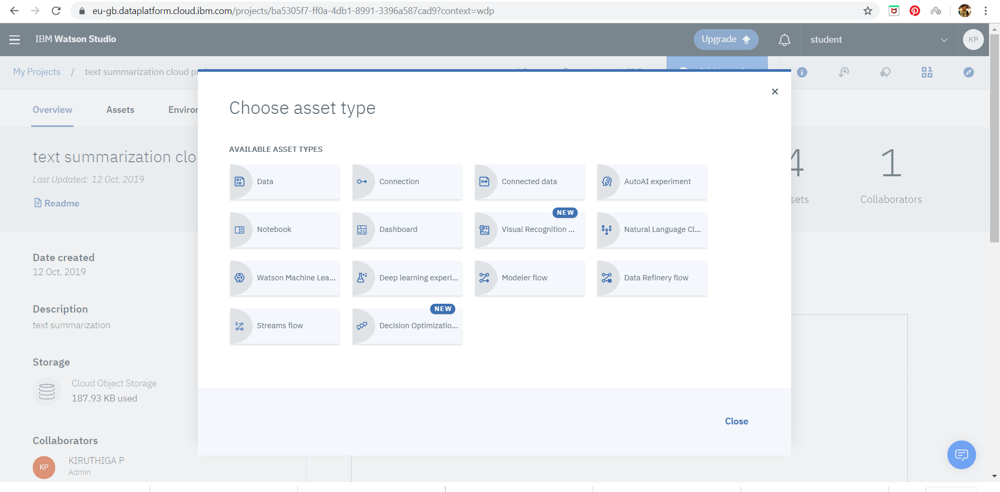 eu-gb.dataplatform.cloud.ibm.com/projects/ba5305f7-ff0a-4db1-8991-3396a587cad9?context=wdp
IBM Watson Studio
Upgrade
student
KP
My Projects / text summarization cloud
Choose asset type
Overview
Assets
AVAILABLE ASSET TYPES
Data
Connection
Connected data
AutoAI experiment
NEW
Notebook
Dashboard
Visual Recognition ...
Natural Language Cl...
Watson Machine Lea...
Deep learning experi...
Modeler flow
Data Refinery flow
NEW
Streams flow
Decision Optimizatio...
Close
text summarization clo
Last Updated: 12 Oct, 2019
Readme
4
1
Collaborators
Date created
12 Oct, 2019
Description
text summarization
Storage
Cloud Object Storage
187.93 KB used
Collaborators
KP
KIRUTHIGA P
Admin